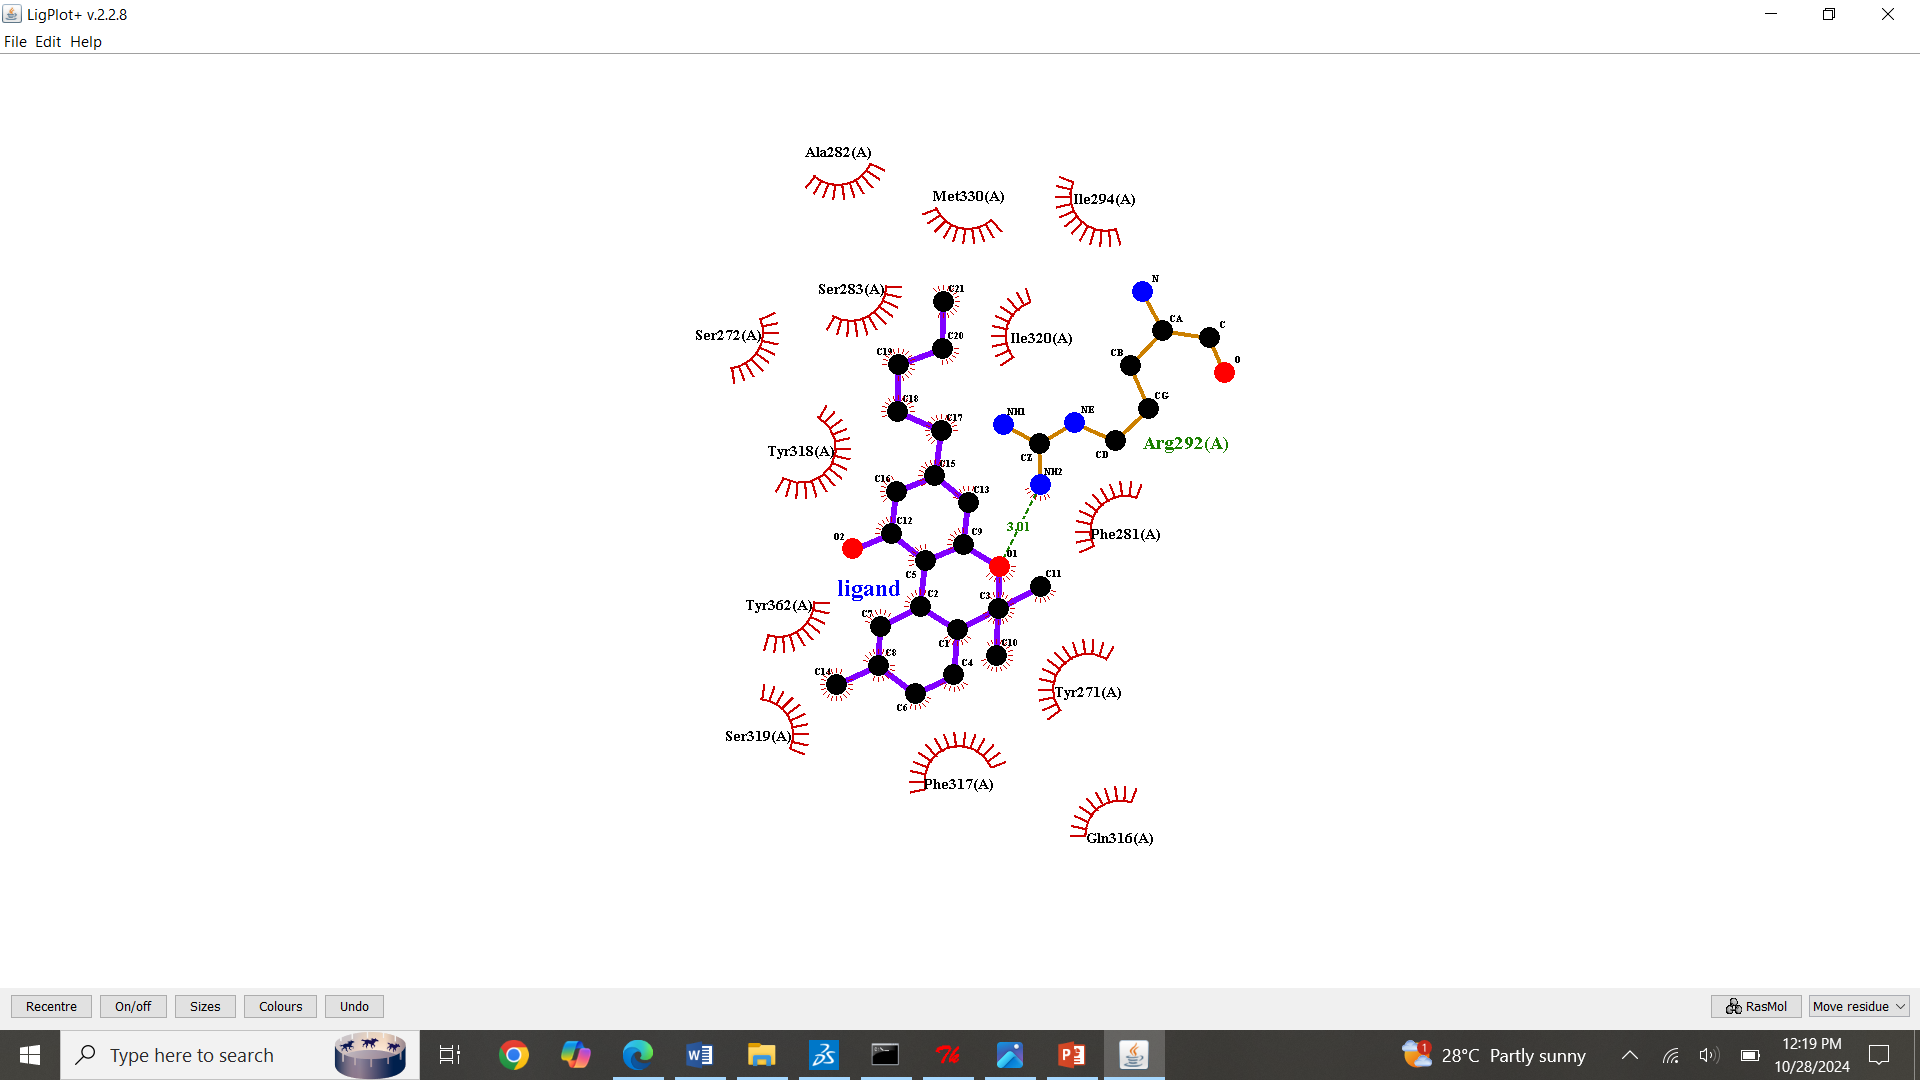 LigPlot+ v.2.2.8
File Edit Help
Ala282(A)
Met330(A)
Ile294(A)
N
Ser283(A)
C21
CA
C
Ser272(A)
C20
Ile320(A)
C19
CB
O
C18
CG
C17
NH1
NE
Arg292(A)
Tyr318(A)
CZ
CD
C15
NH2
C16
C13
3.01
C12
C9
Phe281(A)
O2
O1
C5
C11
ligand
C2
C3
Tyr362(A)
C7
C1
C10
C8
C4
C14
Tyr271(A)
C6
Ser319(A)
Phe317(A)
Gln316(A)
Recentre On/off Sizes Colours Undo RasMol Move residue
Type here to search
1
28°C Partly sunny
12:19 PM
10/28/2024